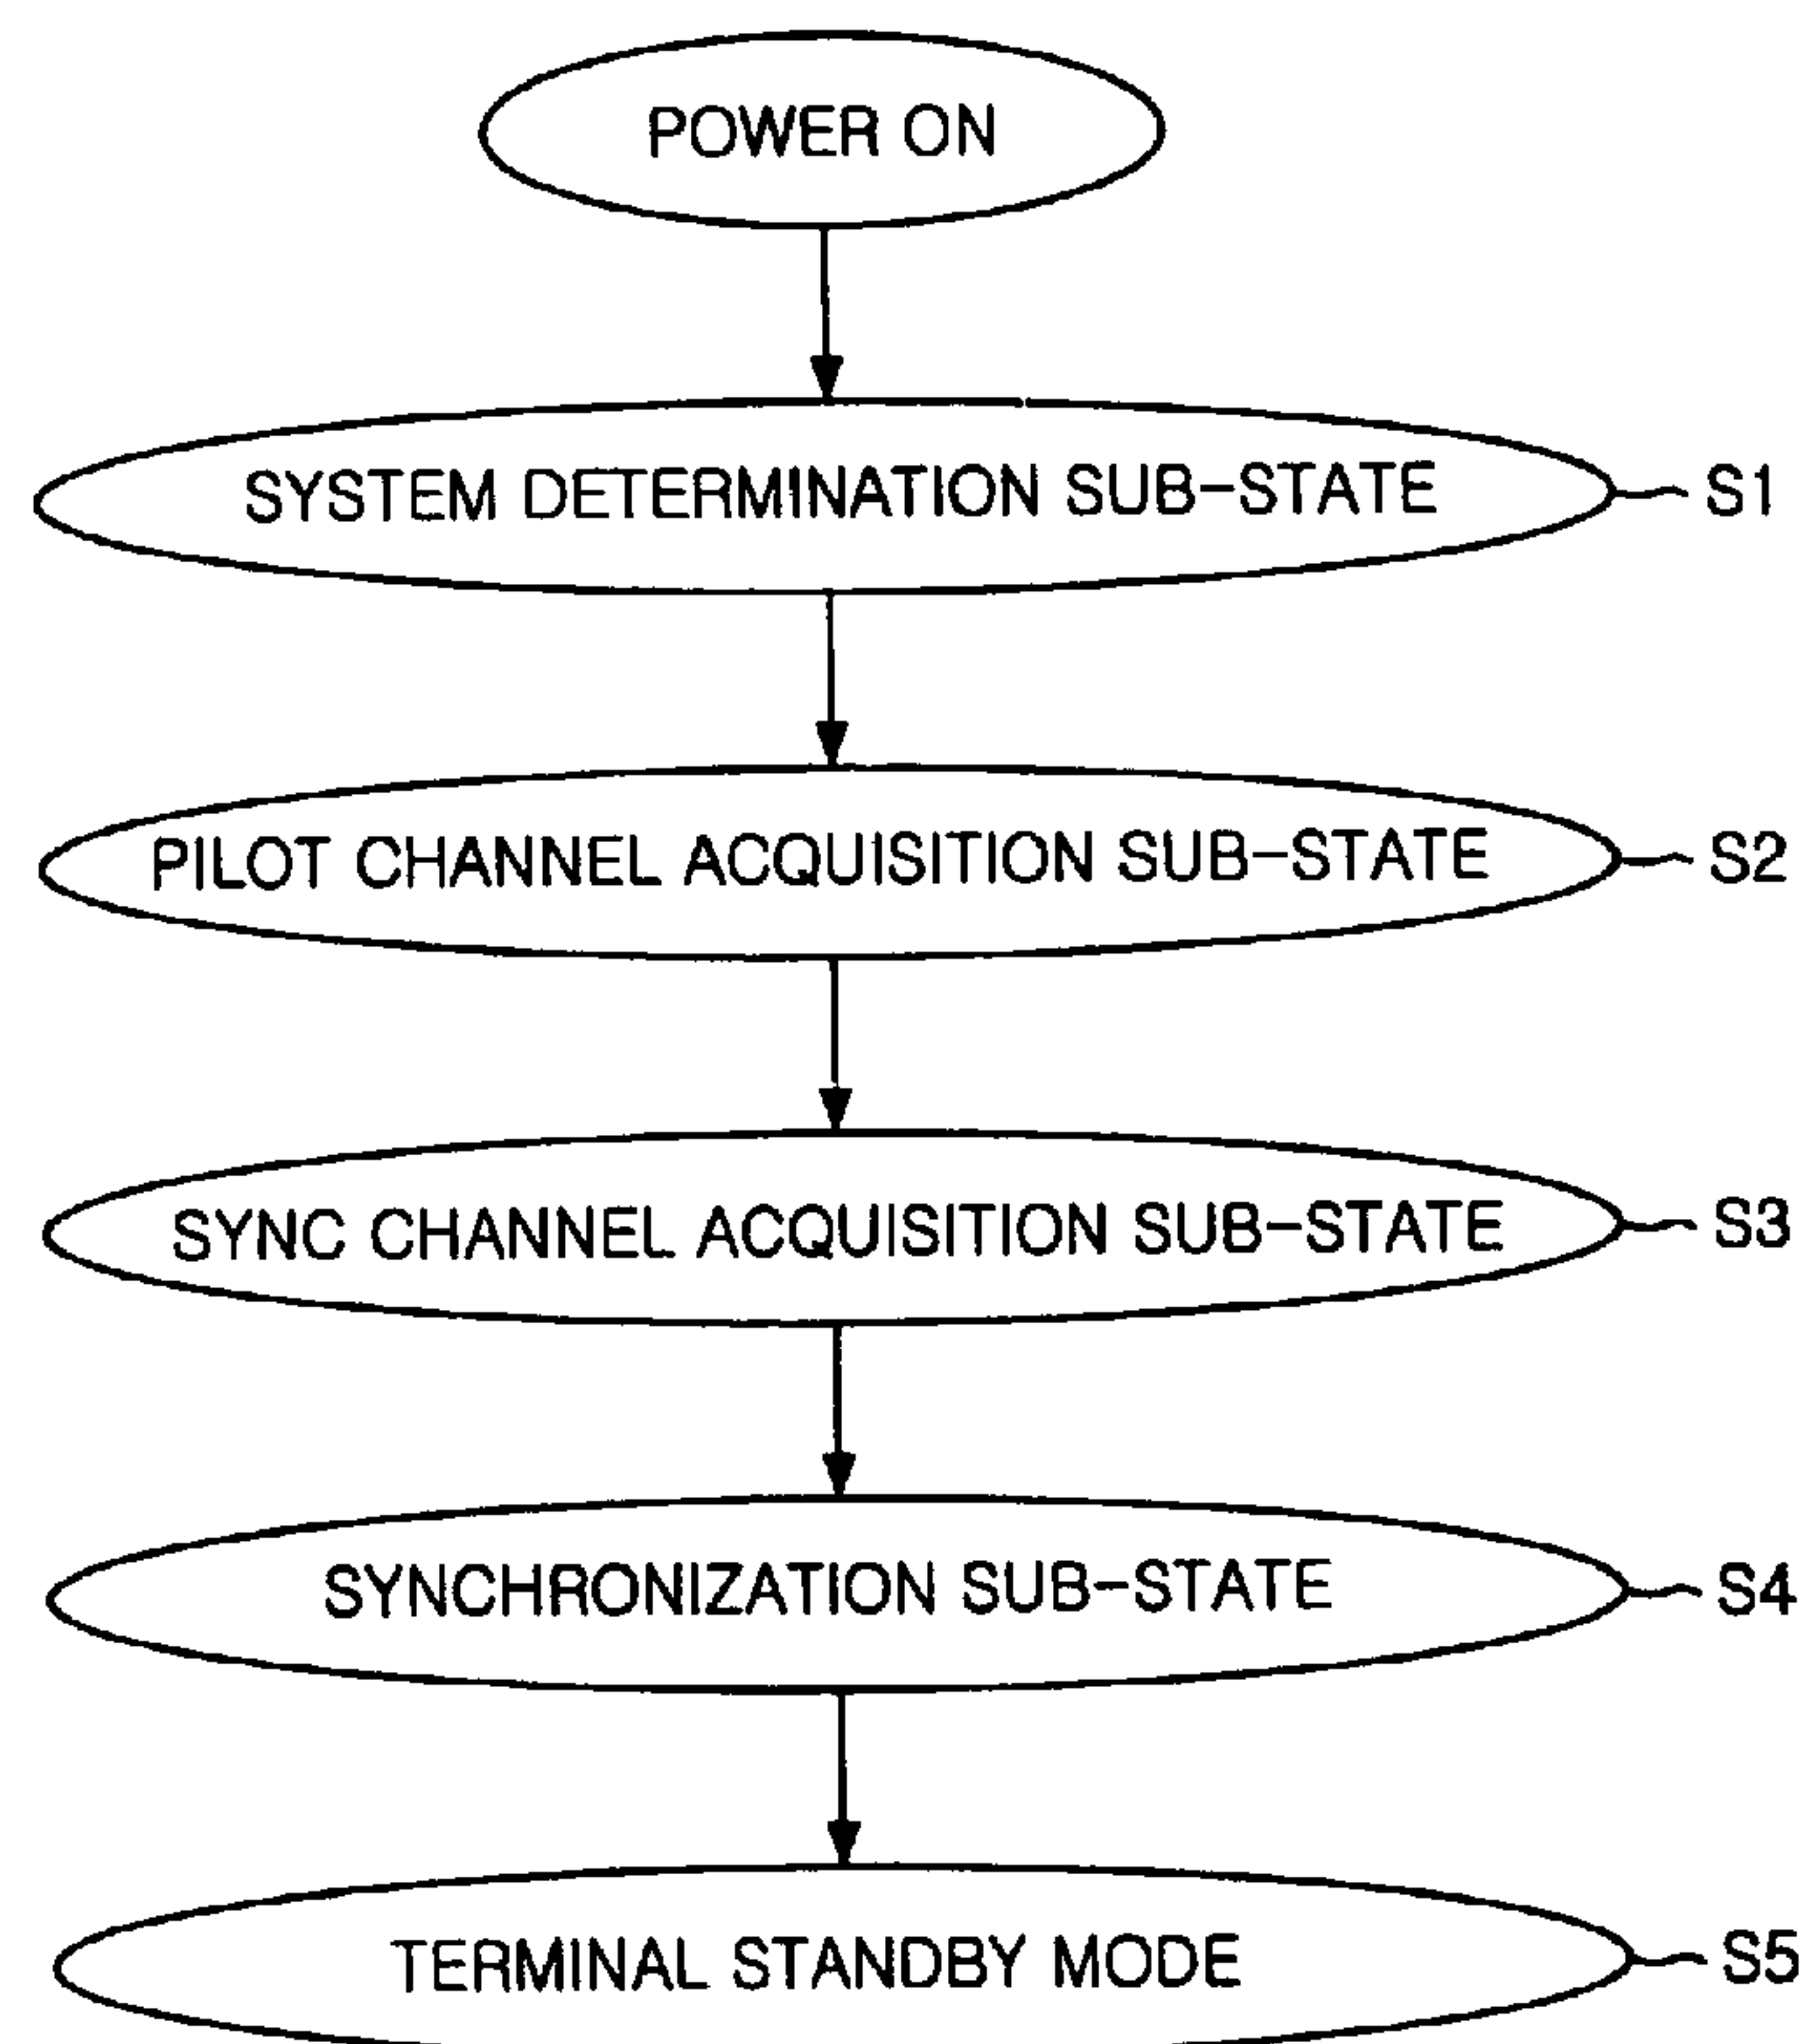 POWER ON
SYSTEM DETERMINATION SUB-STATE S1
PILOT CHANNEL ACQUISITION SUB-STATE S2
SYNC CHANNEL ACQUISITION SUB-STATE S3
SYNCHRONIZATION SUB-STATE S4
TERMINAL STANDBY MODE S5